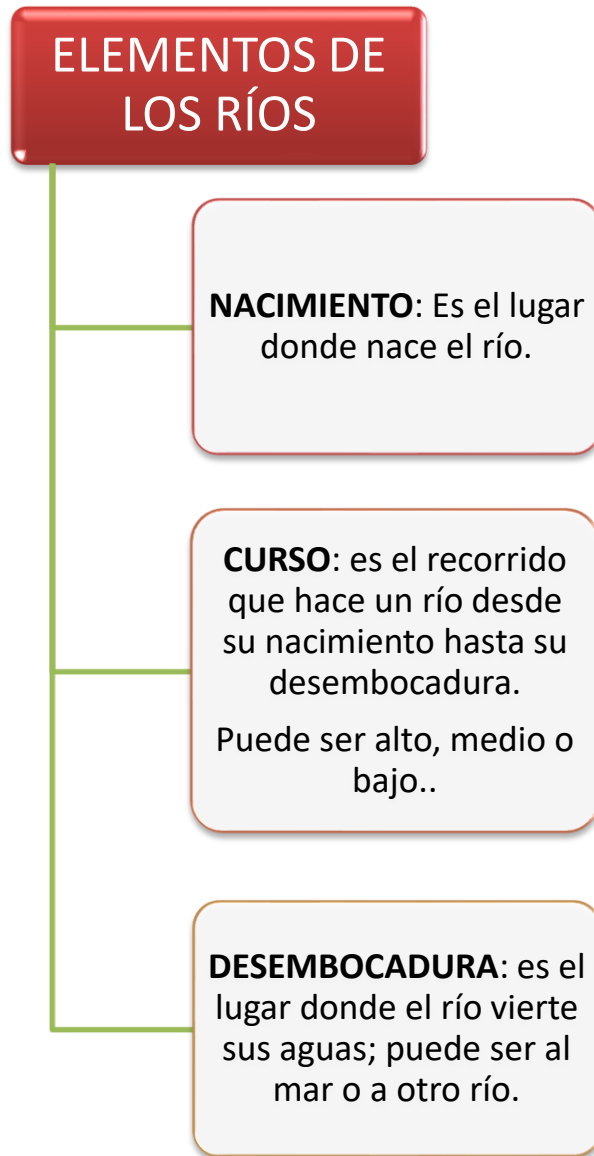 ELEMENTOS DE
LOS RÍOS
NACIMIENTO: Es el lugar
donde nace el río.
CURSO: es el recorrido
que hace un río desde
su nacimiento hasta su
desembocadura.
Puede ser alto, medio o
bajo..
DESEMBOCADURA: es el
lugar donde el río vierte
sus aguas; puede ser al
mar o a otro río.